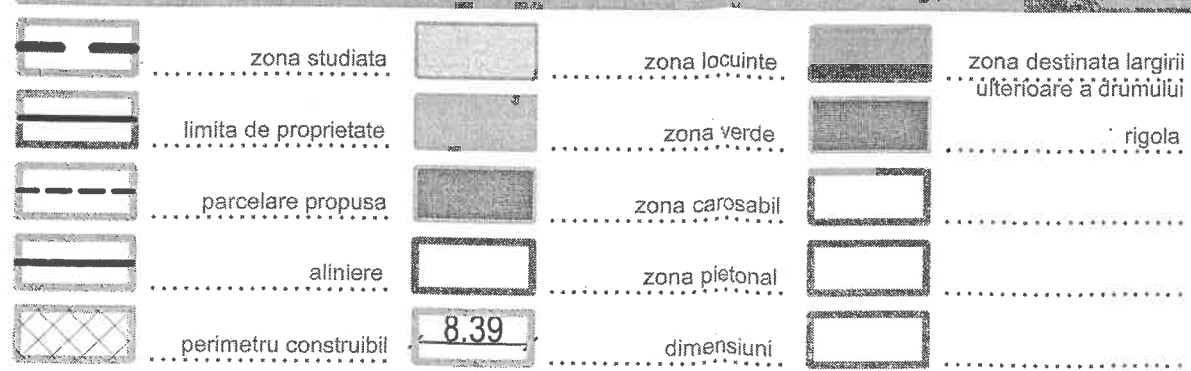 zona studiata
limita de proprietate
parcelare propusa
aliniere
perimetru construibil
zona locuinte
zona verde
zona carosabil
zona pietonal
8.39
dimensiuni
zona destinata largirii
ulterioare a drumului
rigola